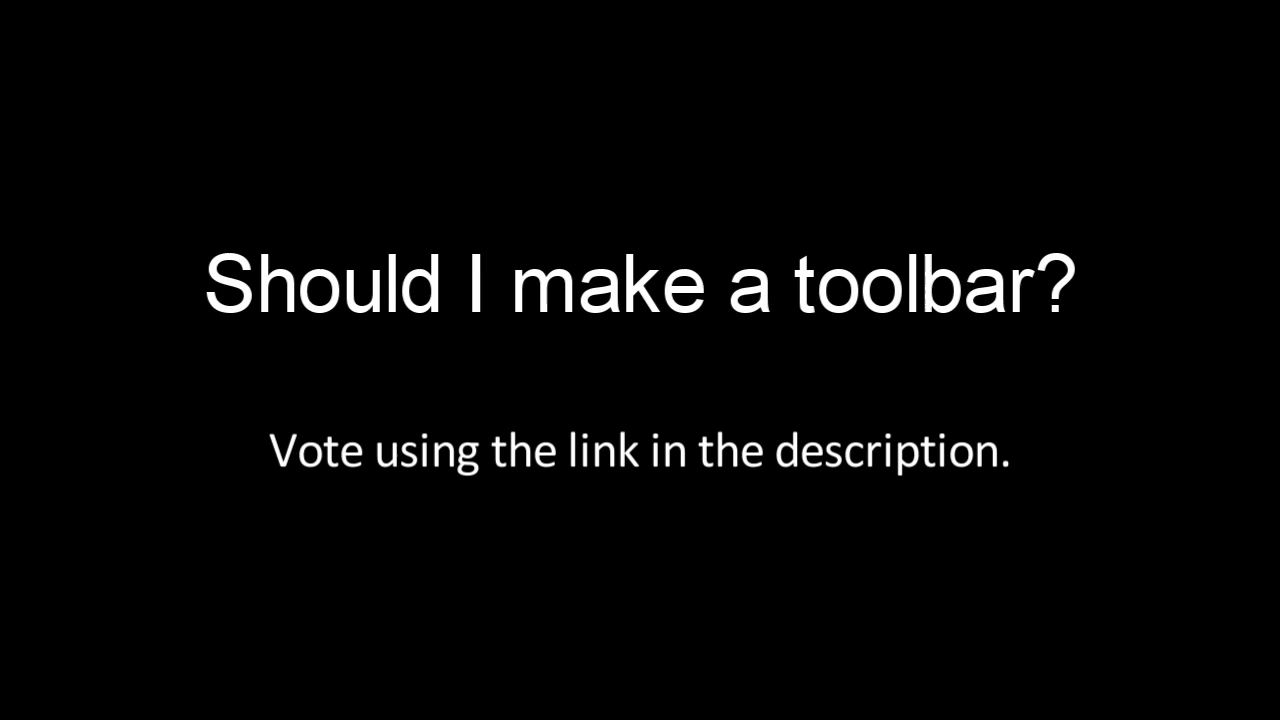 Should I make a toolbar?
Vote using the link in the description.